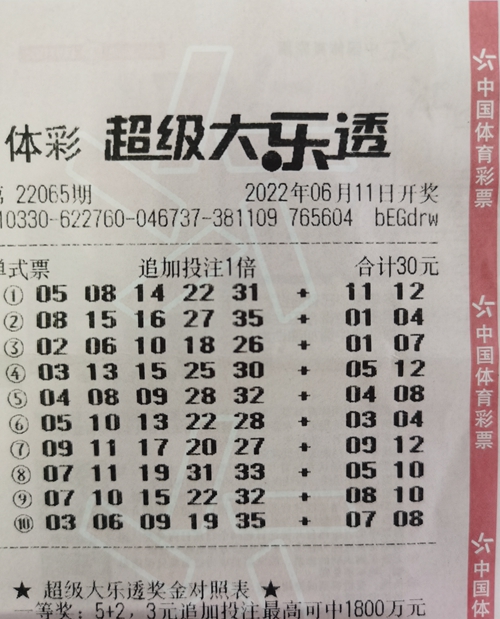 体彩 超级大乐透
第 22065期 2022年06月11日开奖
10330-622760-046737-381109 765604 bEGdrw
单式票 追加投注1倍 合计30元
① 05 08 14 22 31 + 11 12
② 08 15 16 27 35 + 01 04
③ 02 06 10 18 26 + 01 07
④ 03 13 15 25 30 + 05 12
⑤ 04 08 09 28 32 + 04 08
⑥ 05 10 13 22 28 + 03 04
⑦ 09 11 17 20 27 + 09 12
⑧ 07 11 19 31 33 + 05 10
⑨ 07 10 15 22 32 + 08 10
⑩ 03 06 09 19 35 + 07 08
★ 超级大乐透奖金对照表 ★
一等奖: 5+2, 3元追加投注最高可中1800万元
中国体育彩票
中国体育彩票
中国体